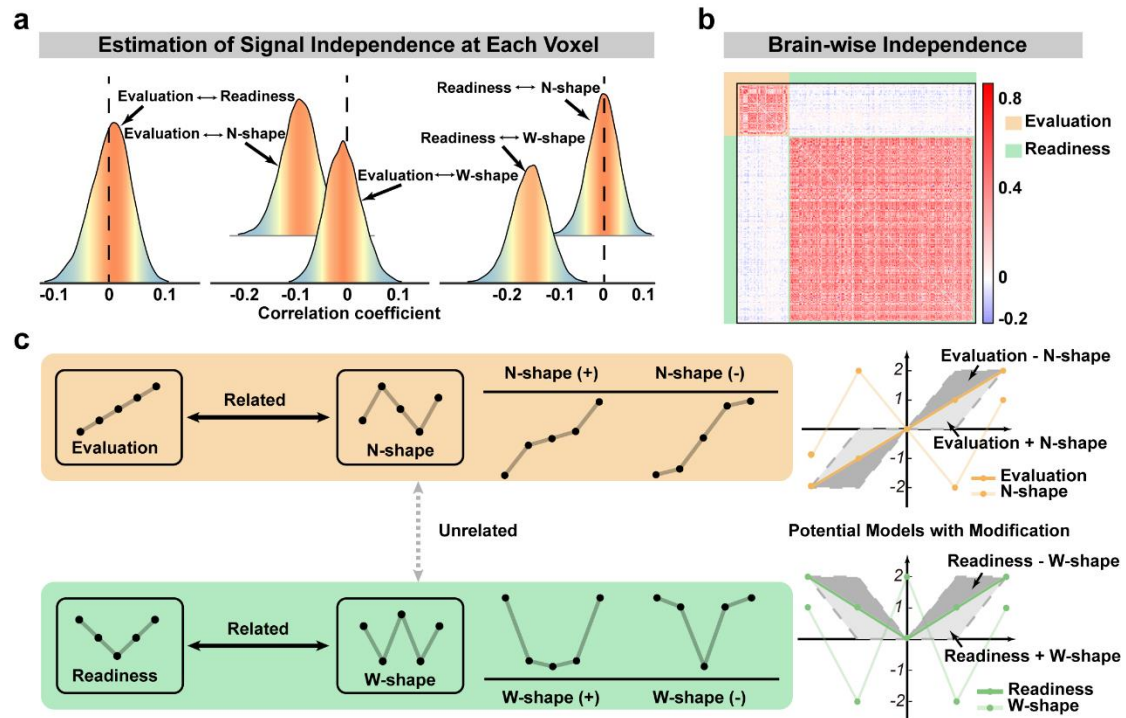 a
Estimation of Signal Independence at Each Voxel
Evaluation ↔ Readiness
Evaluation ↔ N-shape
Evaluation ↔ W-shape
Readiness ↔ N-shape
Readiness ↔ W-shape
-0.1 0 0.1
-0.2 -0.1 0 0.1
-0.2 -0.1 0 0.1
Correlation coefficient
b
Brain-wise Independence
0.8
0.4
0
-0.2
Evaluation
Readiness
c
Evaluation
Related
N-shape
N-shape (+) N-shape (-)
Unrelated
Readiness
Related
W-shape
W-shape (+) W-shape (-)
Evaluation - N-shape
2
1
-1
-2
Evaluation + N-shape
Evaluation
N-shape
Potential Models with Modification
Readiness - W-shape
2
1
-1
-2
Readiness + W-shape
Readiness
W-shape